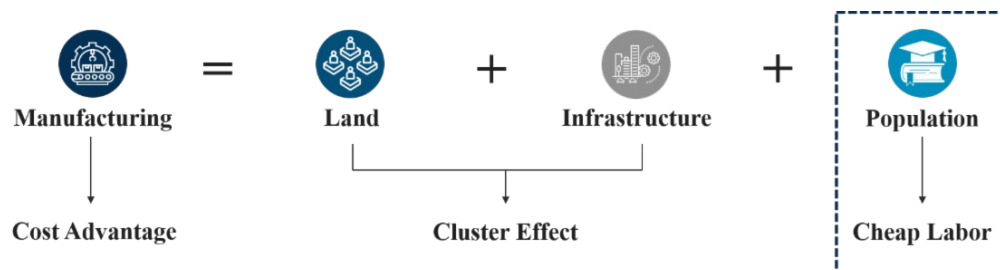 =
+
+
Manufacturing
Land
Infrastructure
Population
Cost Advantage
Cluster Effect
Cheap Labor